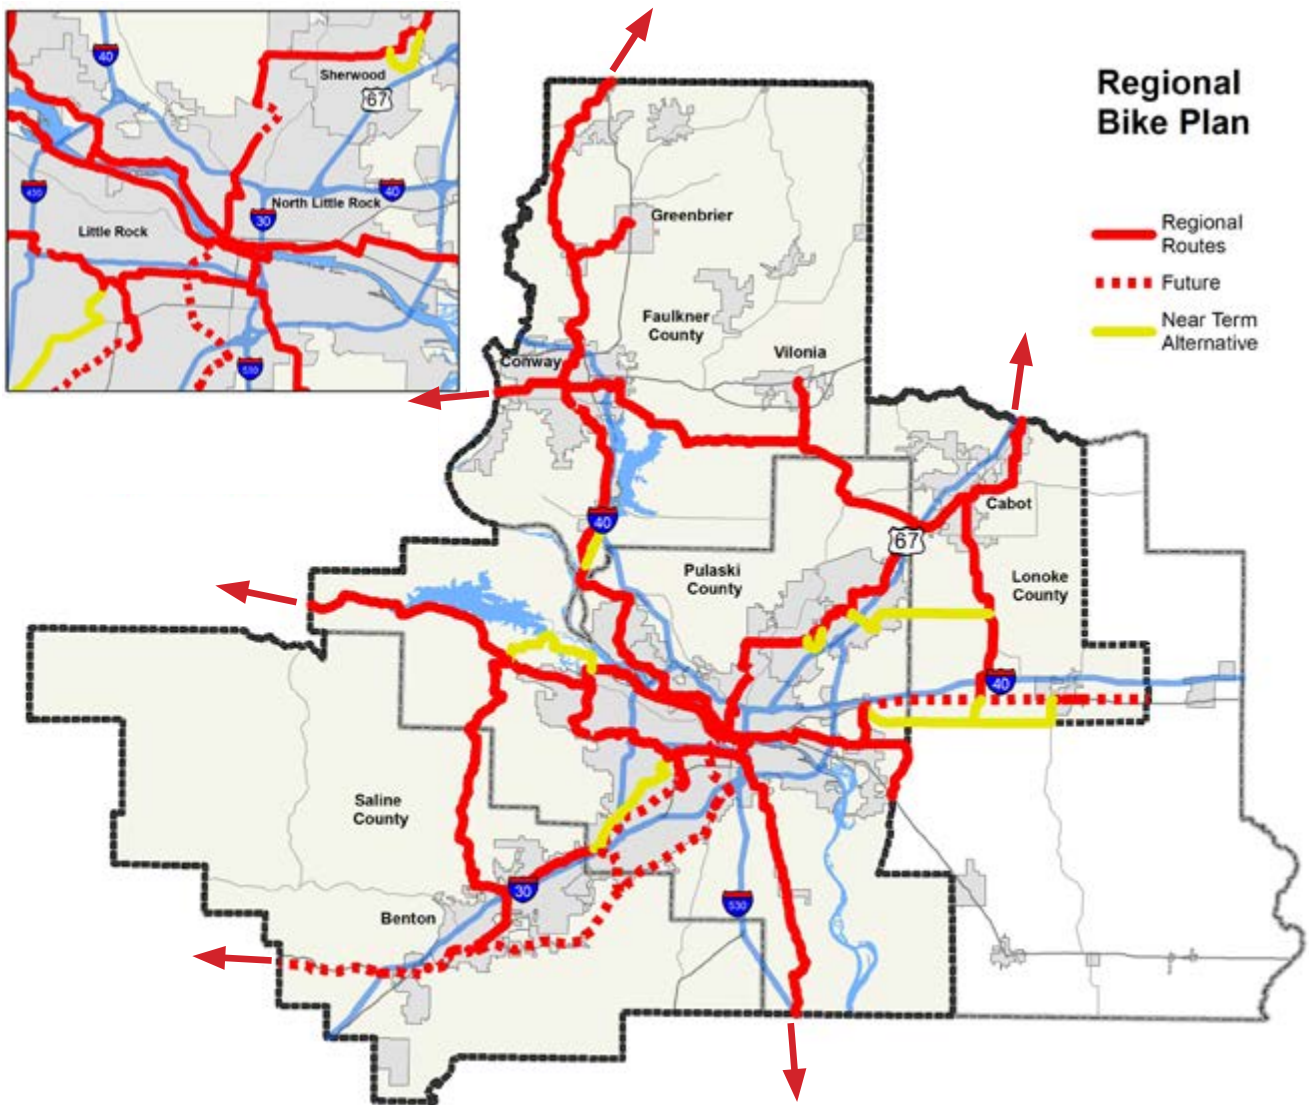 Regional
Bike Plan
Regional
Routes
Future
Near Term
Alternative
40
Sherwood
67
430
40
North Little Rock
30
Little Rock
530
Greenbrier
Faulkner
County
Vilonia
Conway
40
Cabot
67
Pulaski
County
Lonoke
County
40
Saline
County
30
Benton
530